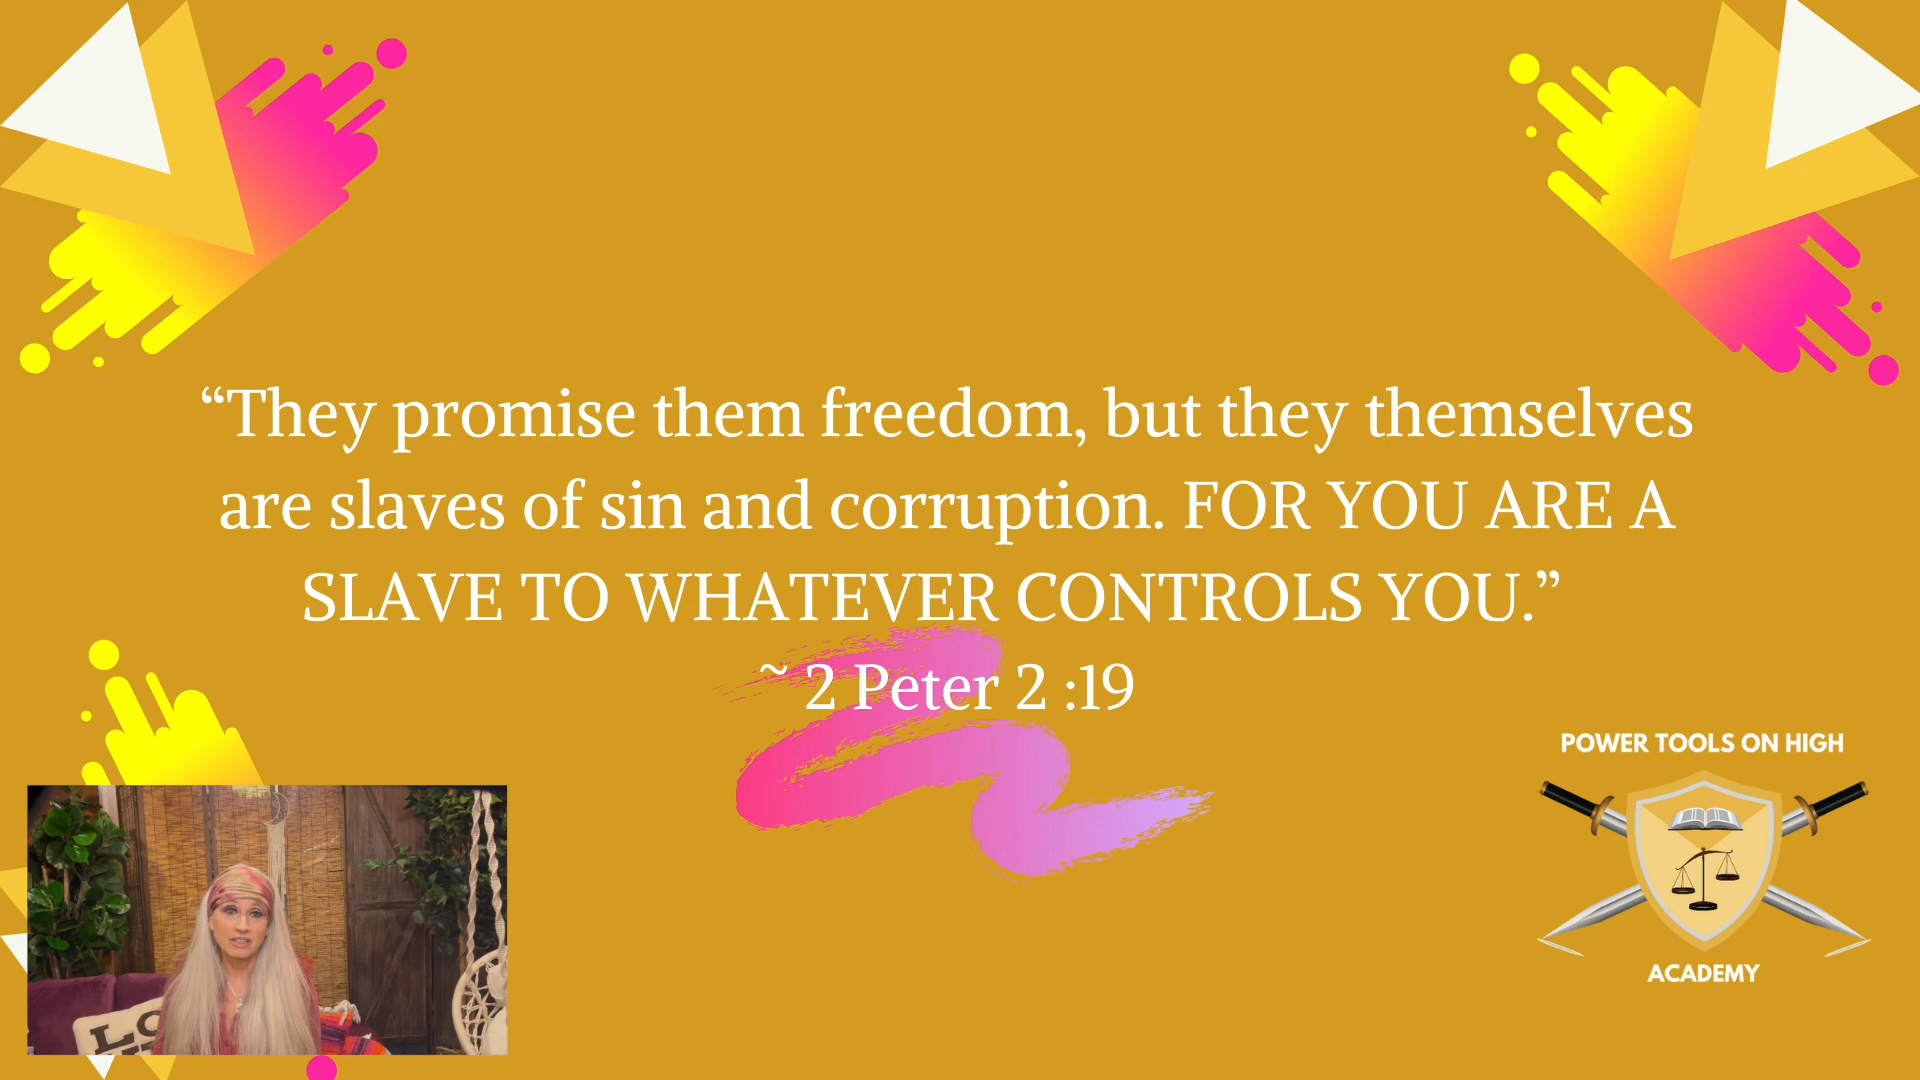 “They promise them freedom, but they themselves
are slaves of sin and corruption. FOR YOU ARE A
SLAVE TO WHATEVER CONTROLS YOU.”
~ 2 Peter 2 :19
POWER TOOLS ON HIGH
ACADEMY
LO